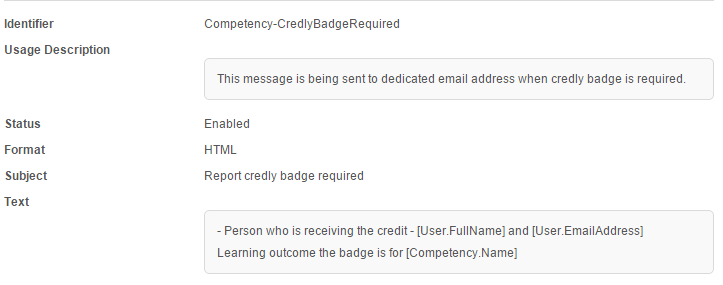 Identifier Competency-CredlyBadgeRequired
Usage Description
This message is being sent to dedicated email address when credly badge is required.
Status Enabled
Format HTML
Subject Report credly badge required
Text
- Person who is receiving the credit - [User.FullName] and [User.EmailAddress]
Learning outcome the badge is for [Competency.Name]